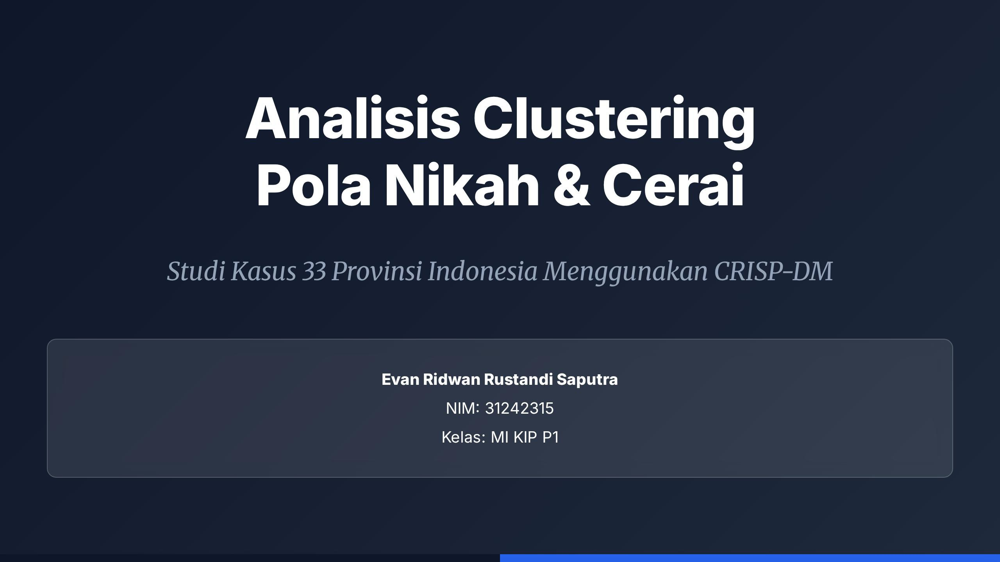 Analisis Clustering
Pola Nikah & Cerai
Studi Kasus 33 Provinsi Indonesia Menggunakan CRISP-DM
Evan Ridwan Rustandi Saputra
NIM: 31242315
Kelas: MI KIP P1